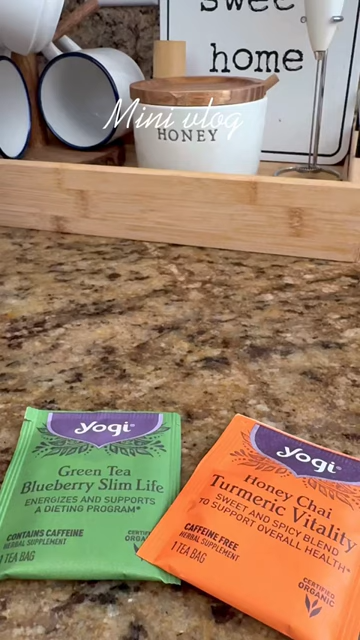 home
Mini vlog
HONEY
yogi®
Green Tea
Blueberry Slim Life
ENERGIZES AND SUPPORTS
A DIETING PROGRAM*
CONTAINS CAFFEINE
HERBAL SUPPLEMENT
1 TEA BAG
yogi®
Honey Chai
Turmeric Vitality
SWEET AND SPICY BLEND
TO SUPPORT OVERALL HEALTH*
CAFFEINE FREE
HERBAL SUPPLEMENT
1 TEA BAG
CERTIFIED
ORGANIC